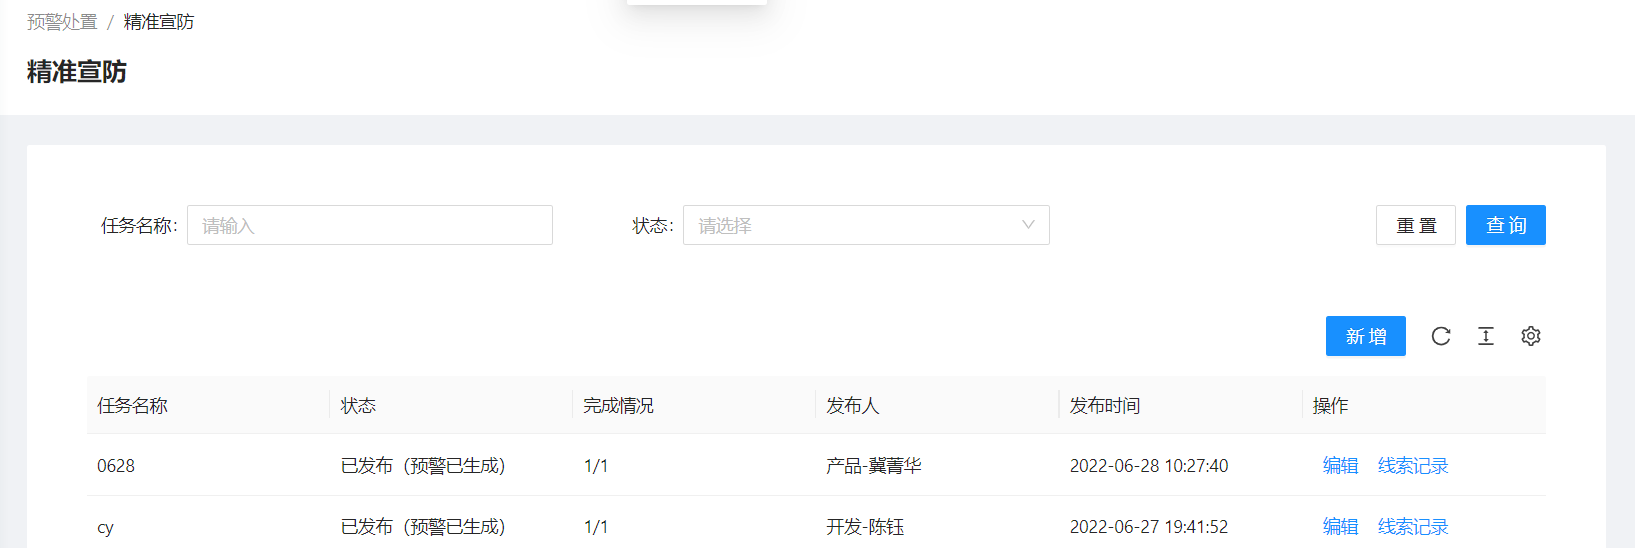 预警处置 / 精准宣防
精准宣防
任务名称: 请输入 状态: 请选择 重置 查询
新增
任务名称 状态 完成情况 发布人 发布时间 操作
0628 已发布（预警已生成） 1/1 产品-冀菁华 2022-06-28 10:27:40 编辑 线索记录
cy 已发布（预警已生成） 1/1 开发-陈钰 2022-06-27 19:41:52 编辑 线索记录